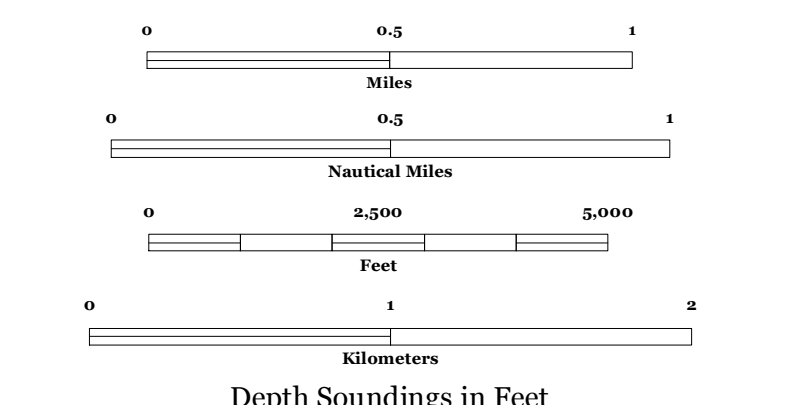 0 0.5 1
Miles
0 0.5 1
Nautical Miles
0 2,500 5,000
Feet
0 1 2
Kilometers
Depth Soundings in Feet